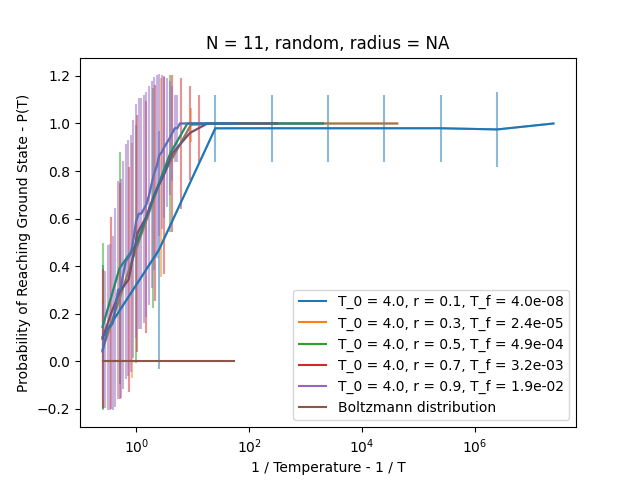 N = 11, random, radius = NA
Probability of Reaching Ground State - P(T)
1.2
1.0
0.8
0.6
0.4
0.2
0.0
−0.2
10^0
10^2
10^4
10^6
1 / Temperature - 1 / T
T_0 = 4.0, r = 0.1, T_f = 4.0e-08
T_0 = 4.0, r = 0.3, T_f = 2.4e-05
T_0 = 4.0, r = 0.5, T_f = 4.9e-04
T_0 = 4.0, r = 0.7, T_f = 3.2e-03
T_0 = 4.0, r = 0.9, T_f = 1.9e-02
Boltzmann distribution